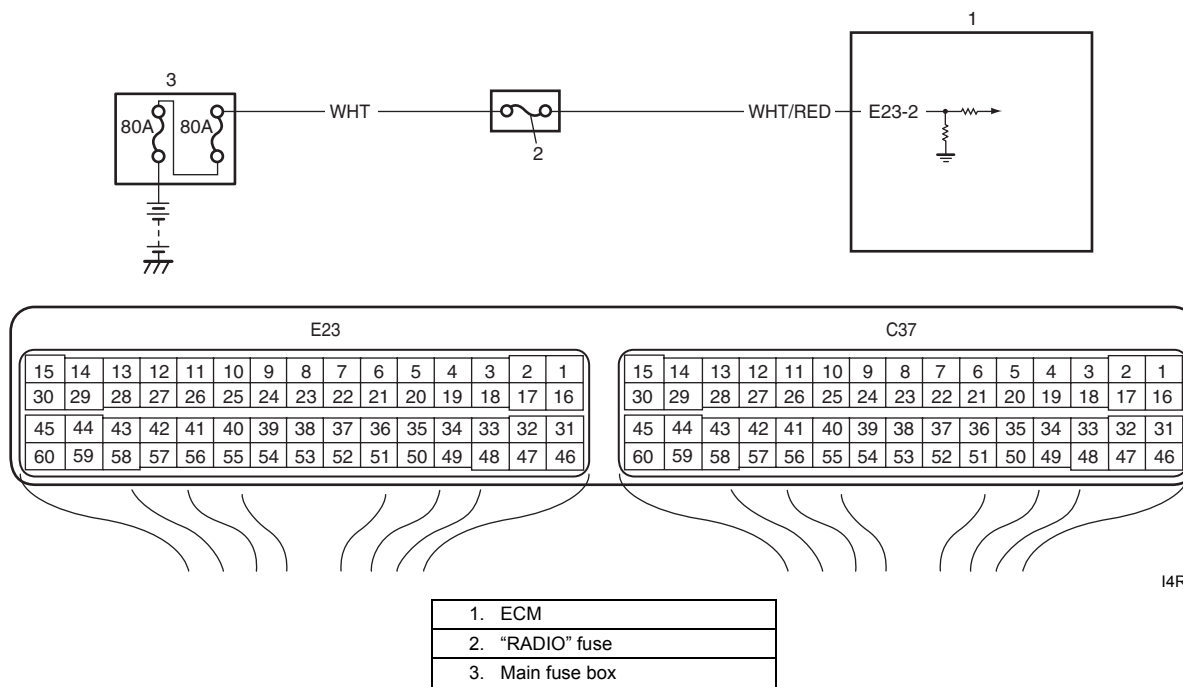 1
3
80A 80A WHT WHT/RED E23-2
2
E23 C37
15 14 13 12 11 10 9 8 7 6 5 4 3 2 1 15 14 13 12 11 10 9 8 7 6 5 4 3 2 1
30 29 28 27 26 25 24 23 22 21 20 19 18 17 16 30 29 28 27 26 25 24 23 22 21 20 19 18 17 16
45 44 43 42 41 40 39 38 37 36 35 34 33 32 31 45 44 43 42 41 40 39 38 37 36 35 34 33 32 31
60 59 58 57 56 55 54 53 52 51 50 49 48 47 46 60 59 58 57 56 55 54 53 52 51 50 49 48 47 46
I4R
1. ECM
2. “RADIO” fuse
3. Main fuse box